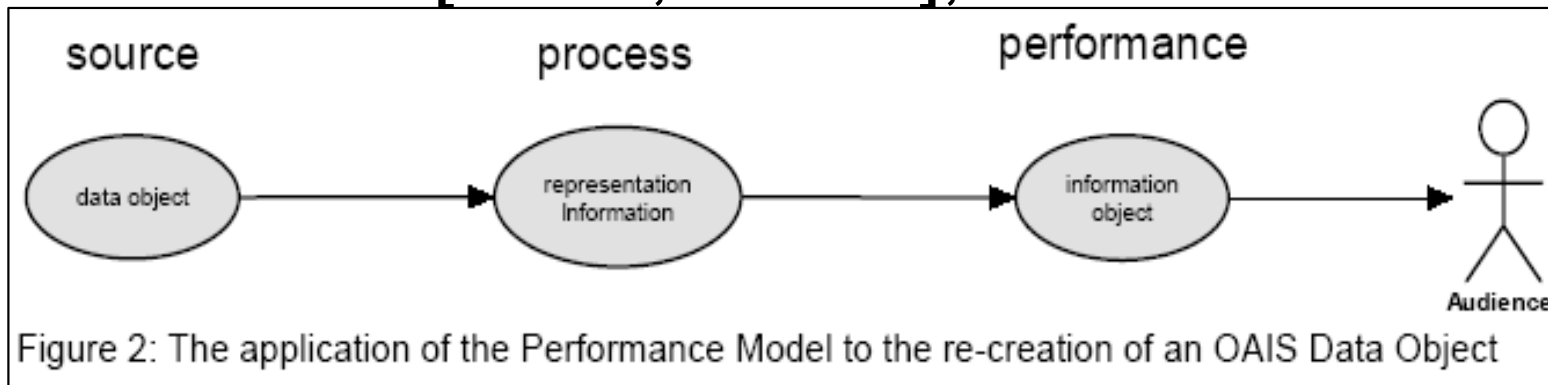 source process performance
data object
representation
Information
information
object
Audience
Figure 2: The application of the Performance Model to the re-creation of an OAIS Data Object